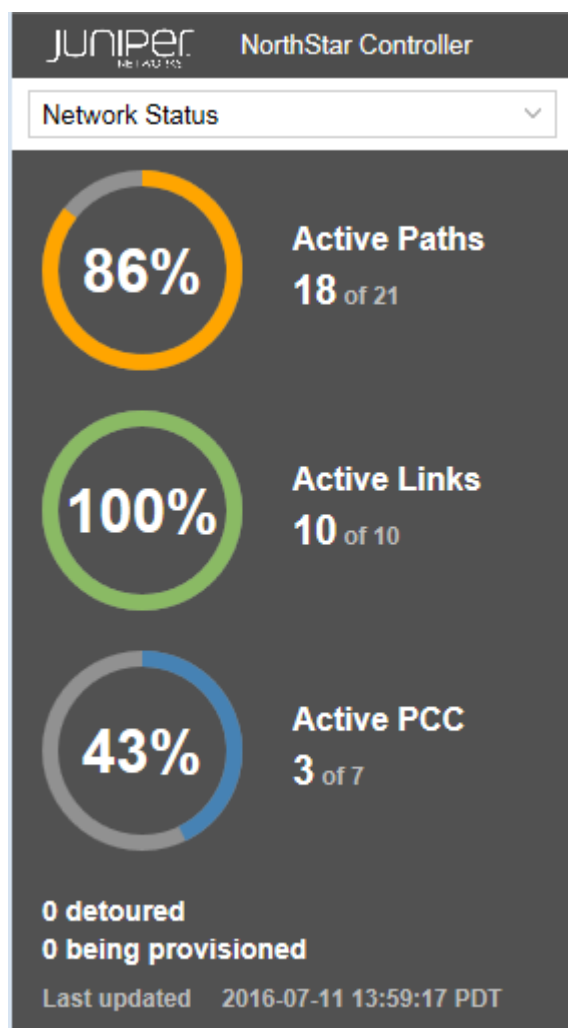 JUNIPER NETWORKS NorthStar Controller
Network Status
86%
Active Paths
18 of 21
100%
Active Links
10 of 10
43%
Active PCC
3 of 7
0 detoured
0 being provisioned
Last updated 2016-07-11 13:59:17 PDT